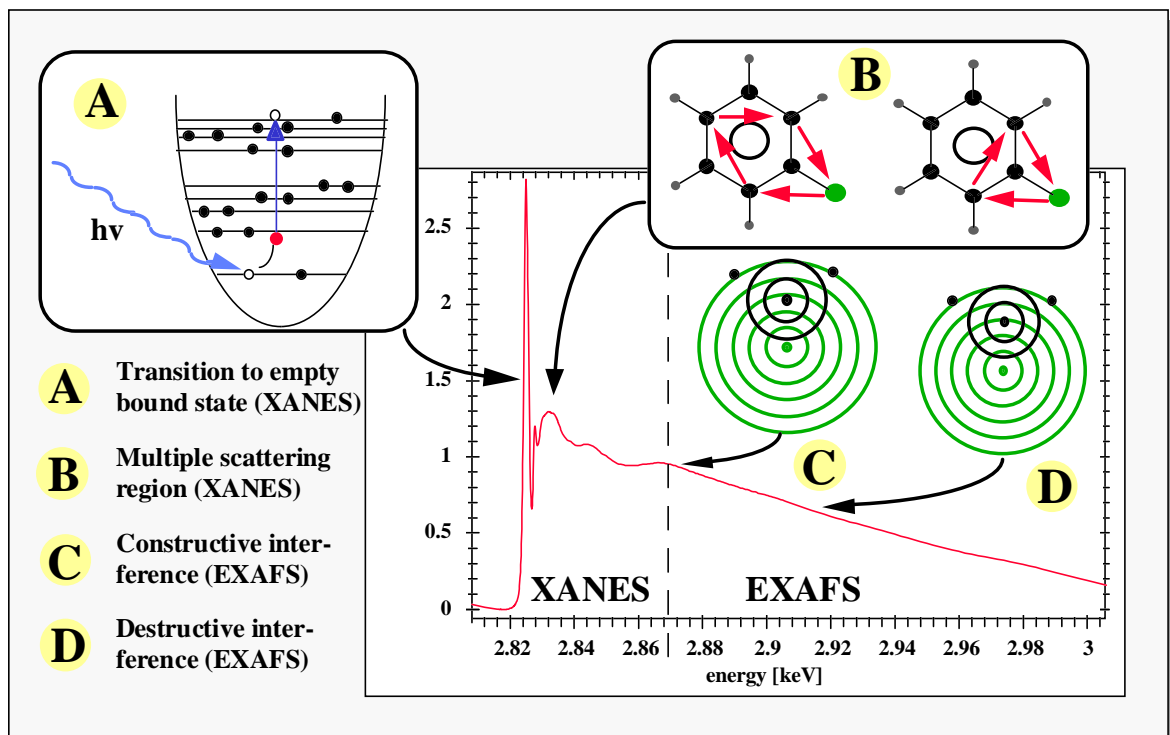 A
hν
B
2.5
2
1.5
1
0.5
0
C
D
XANES
EXAFS
2.82 2.84 2.86 2.88 2.9 2.92 2.94 2.96 2.98 3
energy [keV]
A
Transition to empty
bound state (XANES)
B
Multiple scattering
region (XANES)
C
Constructive inter-
ference (EXAFS)
D
Destructive inter-
ference (EXAFS)